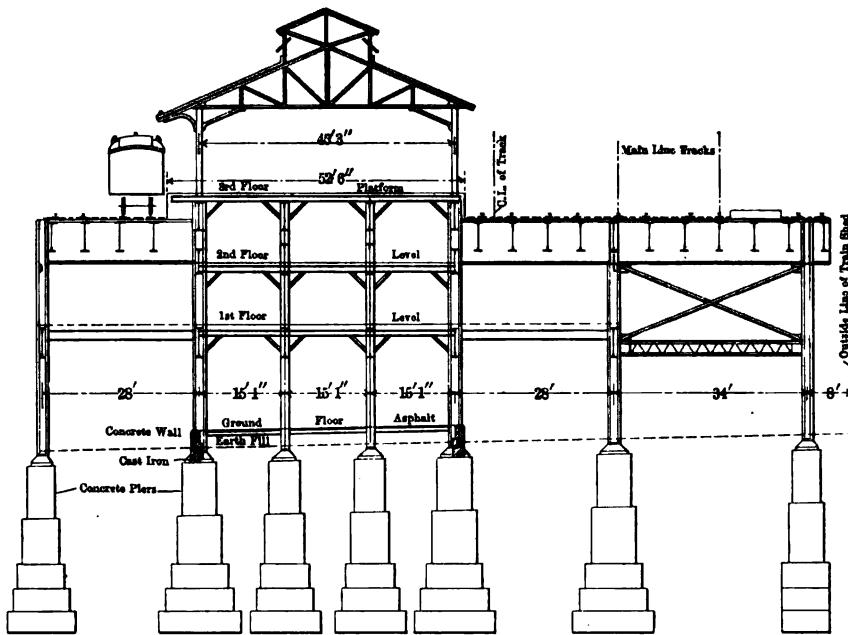 45'3"
52'6"
3rd Floor Platform
C.L. of Track
Main Line Tracks
2nd Floor Level
1st Floor Level
Outside Line of Train Shed
28' 15'1" 15'1" 15'1" 28' 34' 8'
Concrete Wall
Ground Floor Asphalt
Earth Fill
Cast Iron
Concrete Piers